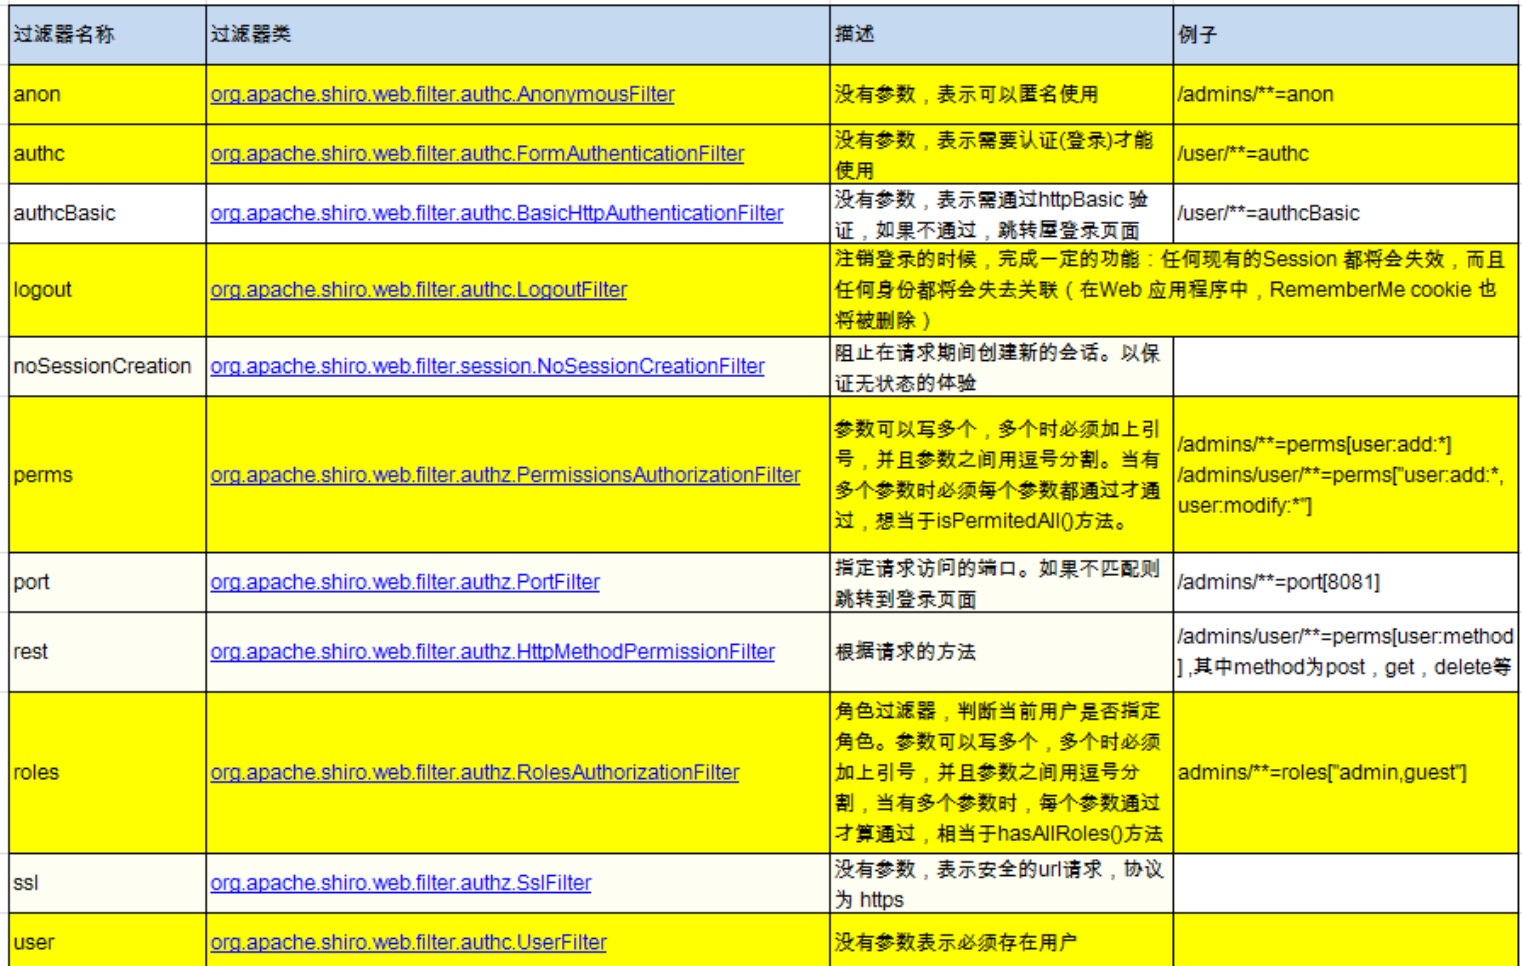 过滤器名称 过滤器类 描述 例子
anon org.apache.shiro.web.filter.authc.AnonymousFilter 没有参数，表示可以匿名使用 /admins/**=anon
authc org.apache.shiro.web.filter.authc.FormAuthenticationFilter 没有参数，表示需要认证(登录)才能
使用 /user/**=authc
authcBasic org.apache.shiro.web.filter.authc.BasicHttpAuthenticationFilter 没有参数，表示需通过httpBasic 验
证，如果不通过，跳转屋登录页面 /user/**=authcBasic
logout org.apache.shiro.web.filter.authc.LogoutFilter 注销登录的时候，完成一定的功能：任何现有的Session 都将会失效，而且
任何身份都将会失去关联（在Web 应用程序中，RememberMe cookie 也
将被删除）
noSessionCreation org.apache.shiro.web.filter.session.NoSessionCreationFilter 阻止在请求期间创建新的会话。以保
证无状态的体验
perms org.apache.shiro.web.filter.authz.PermissionsAuthorizationFilter 参数可以写多个，多个时必须加上引
号，并且参数之间用逗号分割。当有
多个参数时必须每个参数都通过才通
过，想当于isPermitedAll()方法。
/admins/**=perms[user:add:*]
/admins/user/**=perms["user:add:*,
user:modify:*"]
port org.apache.shiro.web.filter.authz.PortFilter 指定请求访问的端口。如果不匹配则
跳转到登录页面 /admins/**=port[8081]
rest org.apache.shiro.web.filter.authz.HttpMethodPermissionFilter 根据请求的方法 /admins/user/**=perms[user:method
] ,其中method为post，get，delete等
roles org.apache.shiro.web.filter.authz.RolesAuthorizationFilter 角色过滤器，判断当前用户是否指定
角色。参数可以写多个，多个时必须
加上引号，并且参数之间用逗号分
割，当有多个参数时，每个参数通过
才算通过，相当于hasAllRoles()方法
admins/**=roles["admin,guest"]
ssl org.apache.shiro.web.filter.authz.SslFilter 没有参数，表示安全的url请求，协议
为 https
user org.apache.shiro.web.filter.authc.UserFilter 没有参数表示必须存在用户